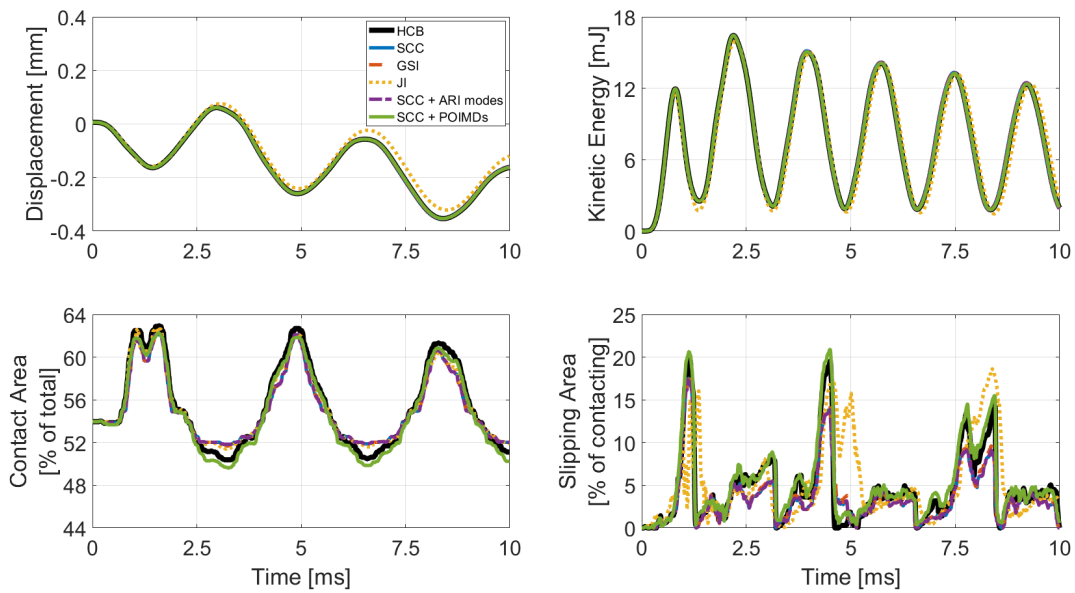 0.4
0.2
0
-0.2
-0.4
Displacement [mm]
0
2.5
5
7.5
10
HCB
SCC
GSI
JI
SCC + ARI modes
SCC + POIMDs
18
12
6
0
Kinetic Energy [mJ]
0
2.5
5
7.5
10
64
60
56
52
48
44
Contact Area
[% of total]
0
2.5
5
7.5
10
Time [ms]
25
20
15
10
5
0
Slipping Area
[% of contacting]
0
2.5
5
7.5
10
Time [ms]